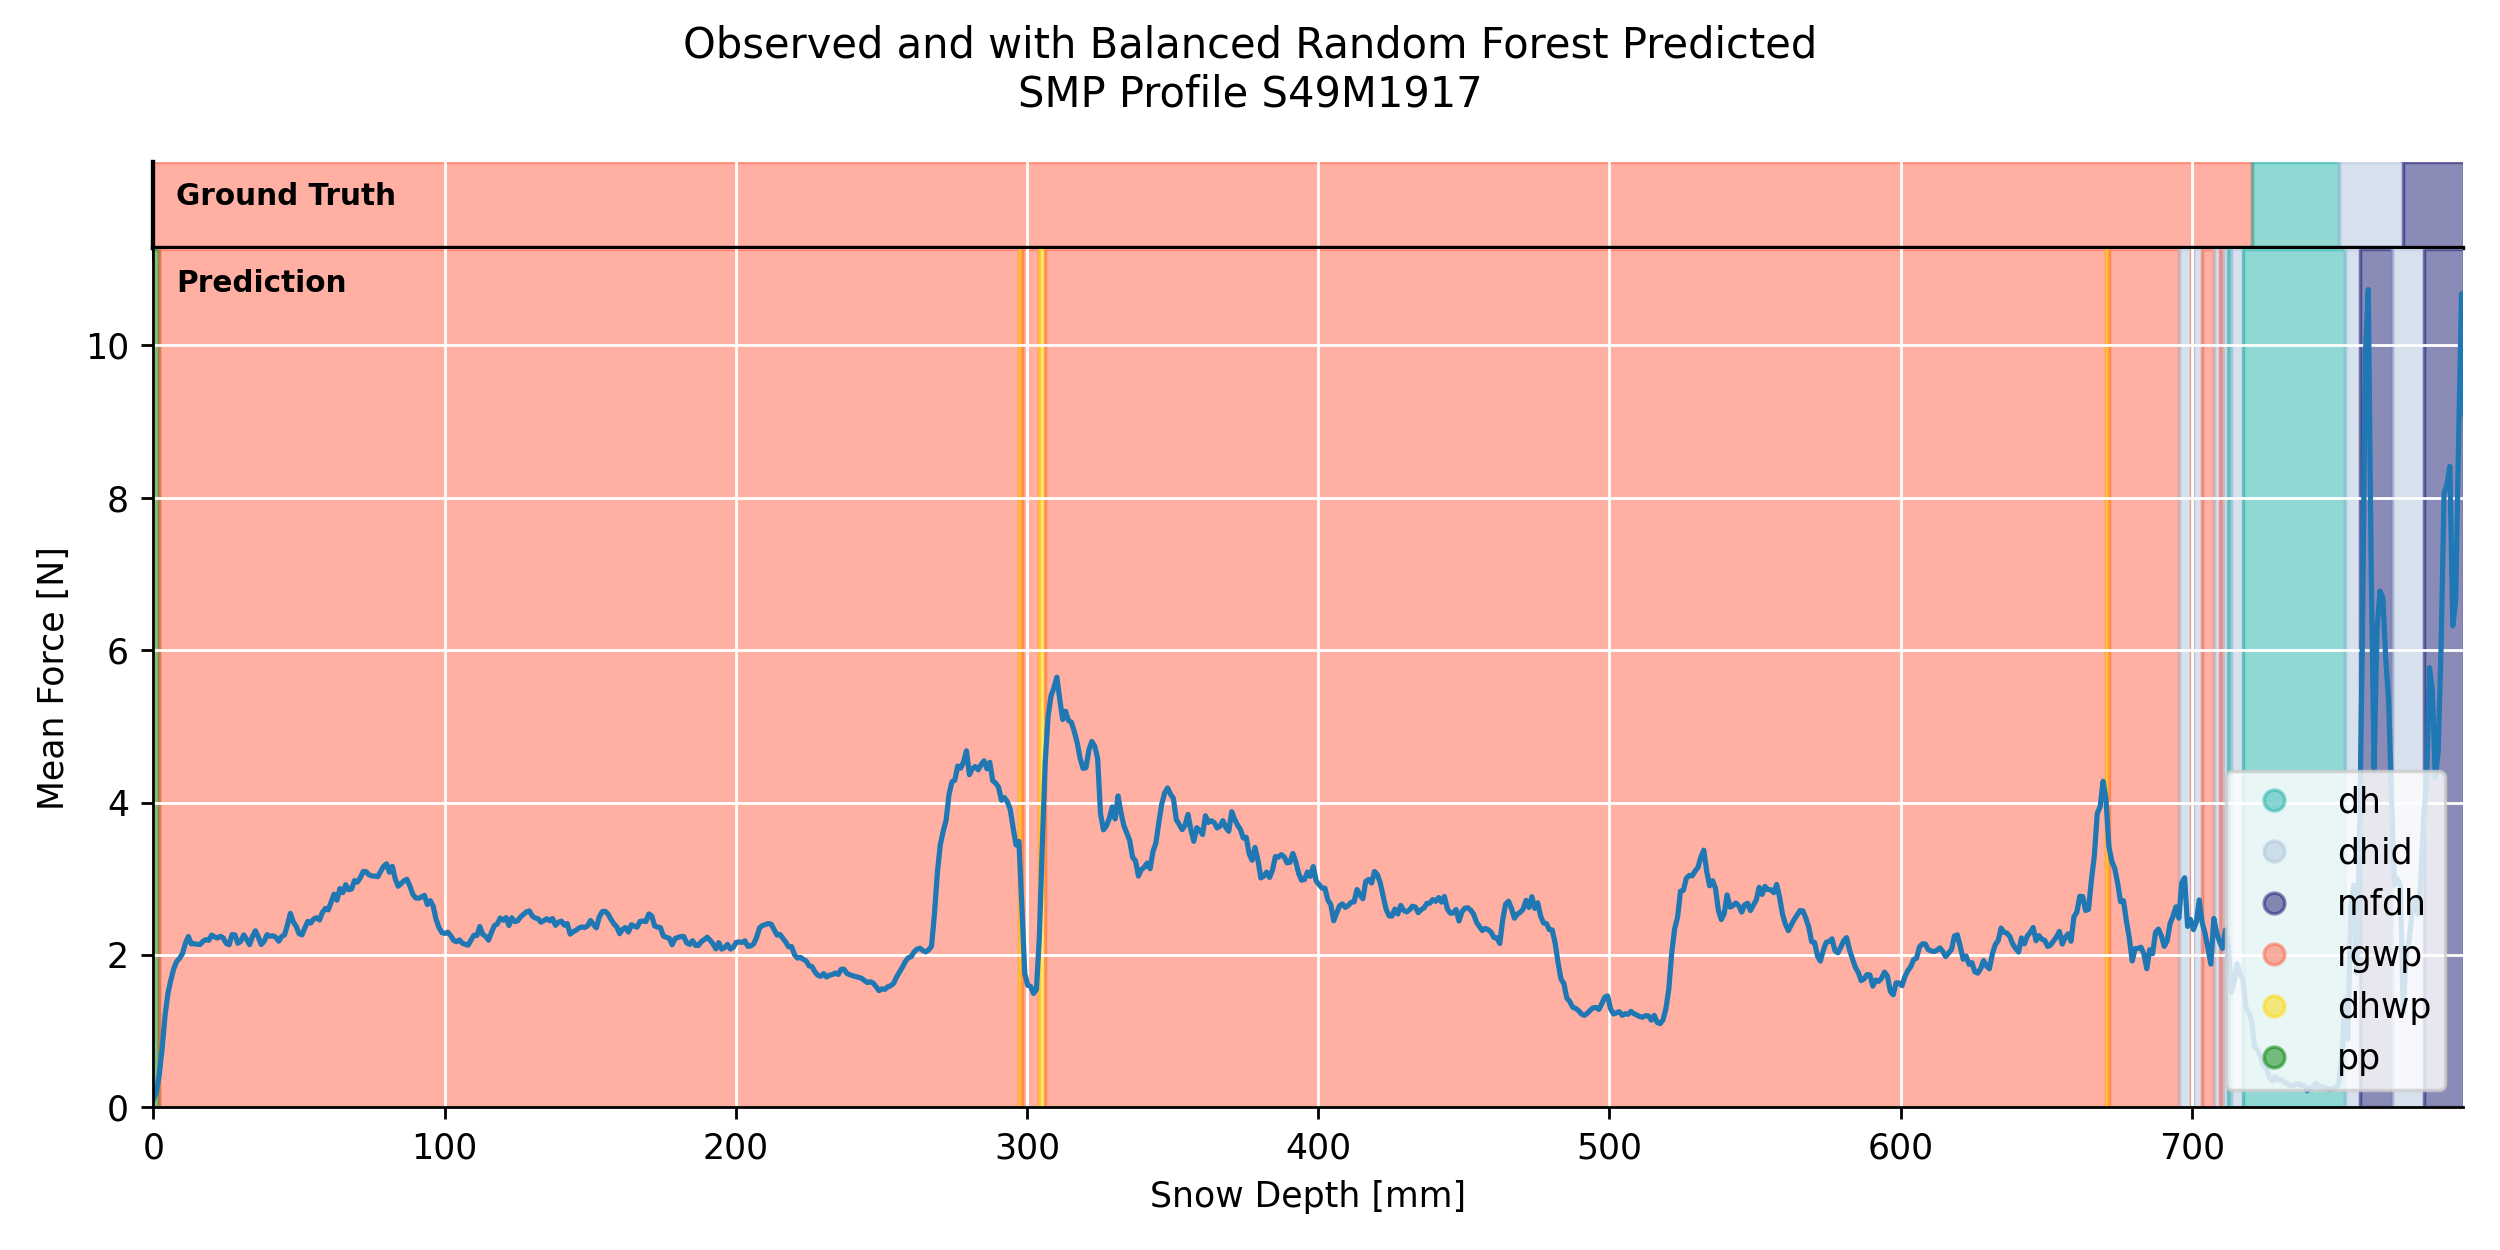 Observed and with Balanced Random Forest Predicted
SMP Profile S49M1917
Ground Truth
Prediction
10
8
6
4
2
0
Mean Force [N]
0 100 200 300 400 500 600 700
Snow Depth [mm]
dh
dhid
mfdh
rgwp
dhwp
pp